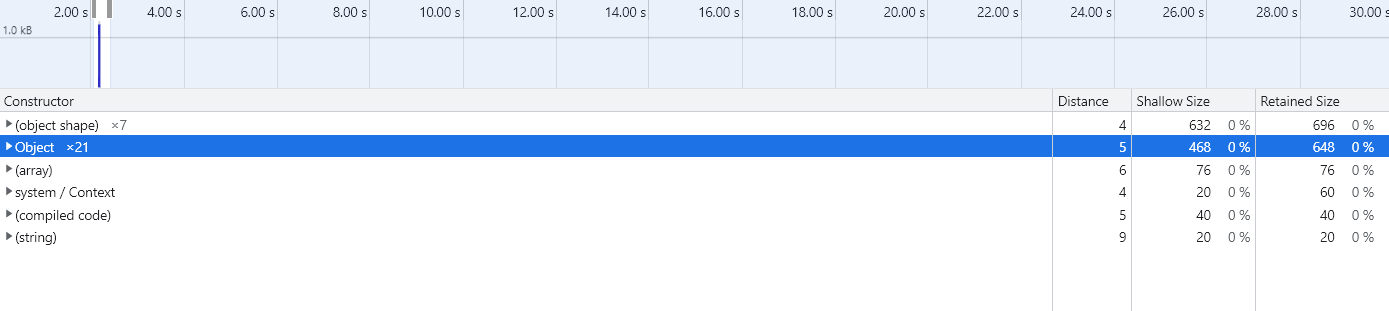 2.00 s 4.00 s 6.00 s 8.00 s 10.00 s 12.00 s 14.00 s 16.00 s 18.00 s 20.00 s 22.00 s 24.00 s 26.00 s 28.00 s 30.00 s
1.0 kB
Constructor Distance Shallow Size Retained Size
(object shape) ×7 4 632 0 % 696 0 %
Object ×21 5 468 0 % 648 0 %
(array) 6 76 0 % 76 0 %
system / Context 4 20 0 % 60 0 %
(compiled code) 5 40 0 % 40 0 %
(string) 9 20 0 % 20 0 %